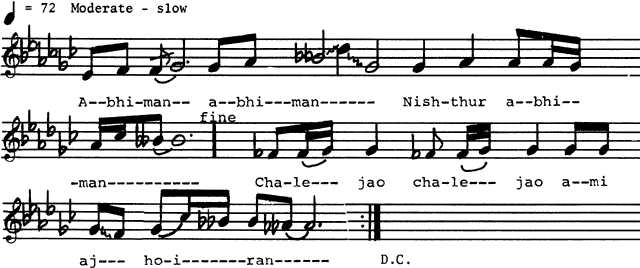 = 72 Moderate - slow
A--bhi-man-- a--bhi---man------ Nish-thur a--bhi--
fine
-man----------- Cha-le--- jao cha-le--- jao a--mi
aj--- ho-i-------ran------ D.C.